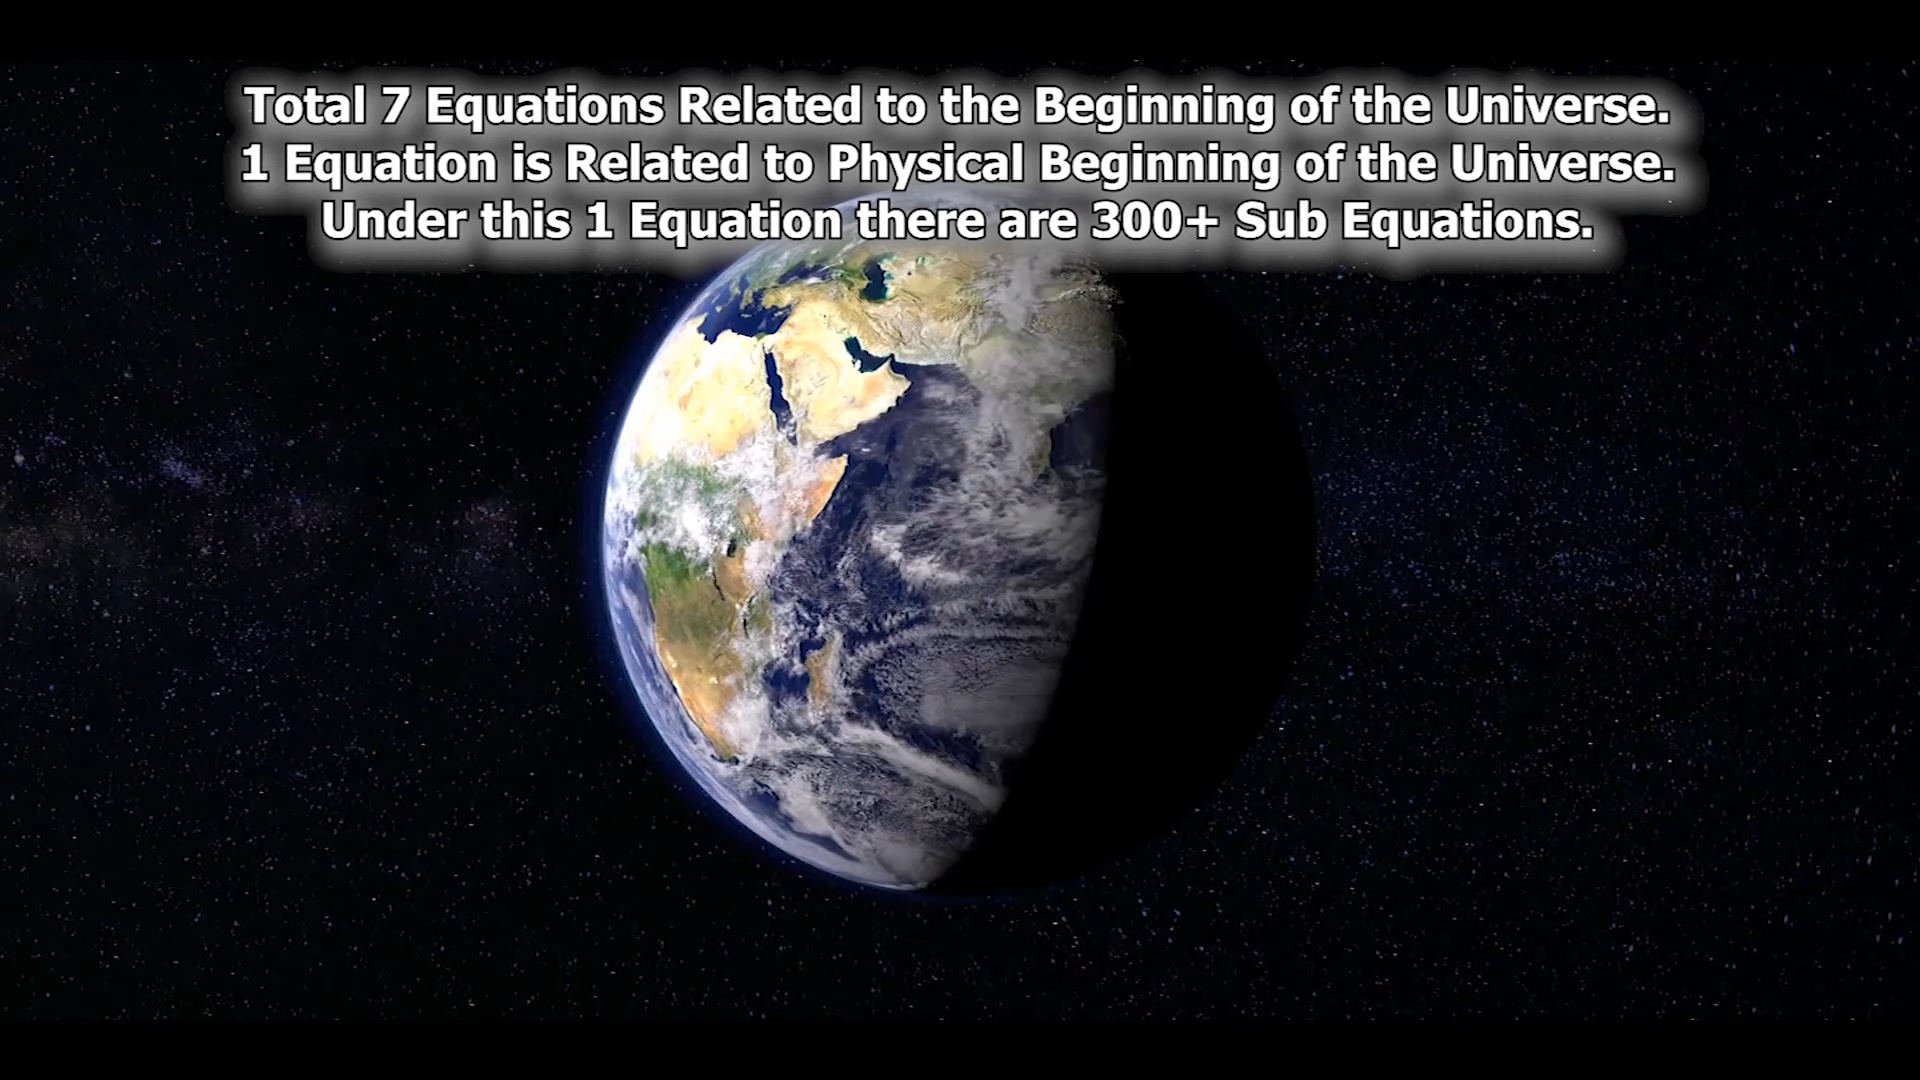 Total 7 Equations Related to the Beginning of the Universe.
1 Equation is Related to Physical Beginning of the Universe.
Under this 1 Equation there are 300+ Sub Equations.